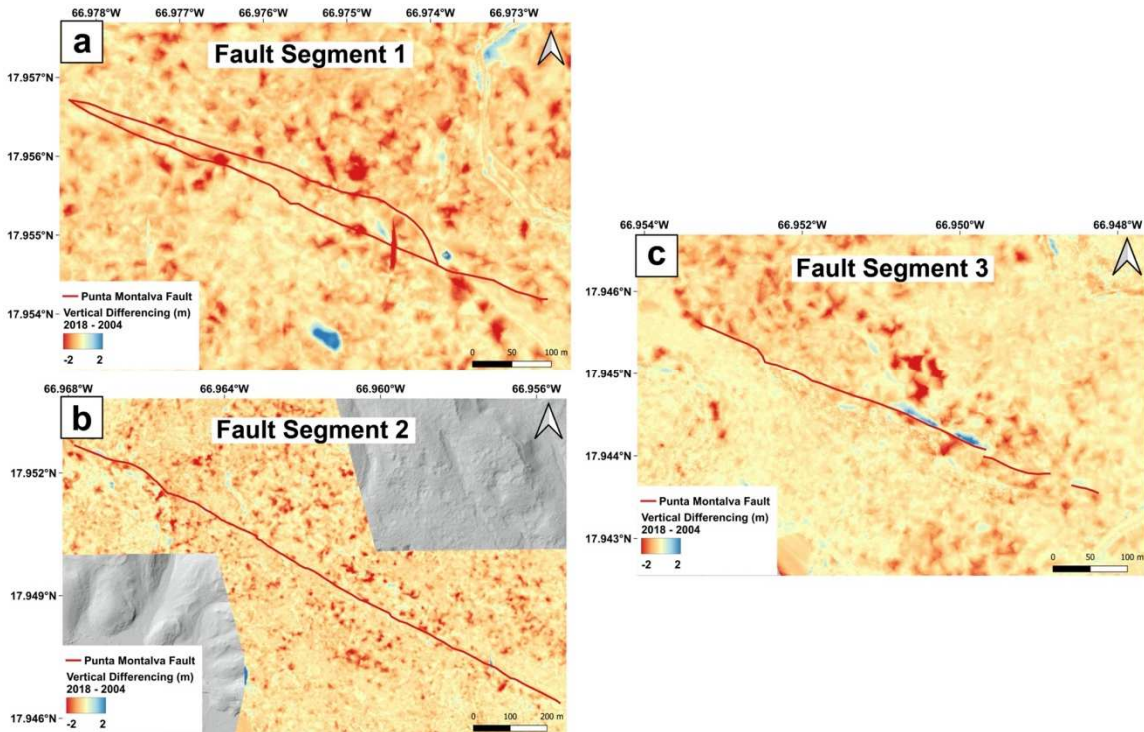 66.978°W 66.977°W 66.976°W 66.975°W 66.974°W 66.973°W
a
Fault Segment 1
17.957°N
17.956°N
17.955°N
17.954°N
Punta Montalva Fault
Vertical Differencing (m)
2018 - 2004
-2 2
0 50 100 m
66.968°W 66.964°W 66.960°W 66.956°W
b
Fault Segment 2
17.952°N
17.949°N
17.946°N
Punta Montalva Fault
Vertical Differencing (m)
2018 - 2004
-2 2
0 100 200 m
66.954°W 66.952°W 66.950°W 66.948°W
c
Fault Segment 3
17.946°N
17.945°N
17.944°N
17.943°N
Punta Montalva Fault
Vertical Differencing (m)
2018 - 2004
-2 2
0 50 100 m